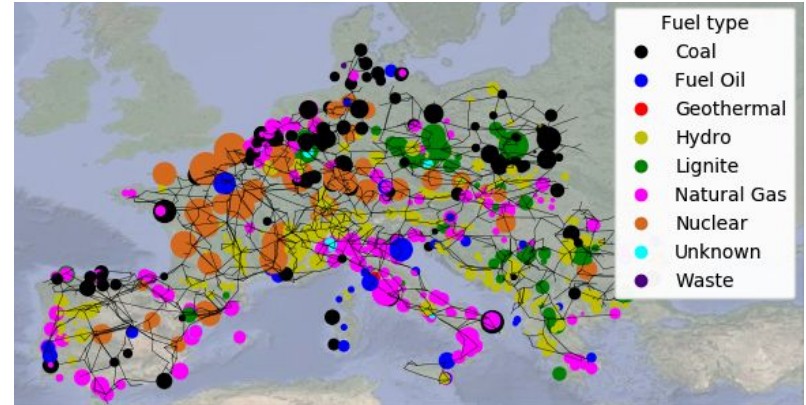 Fuel type
Coal
Fuel Oil
Geothermal
Hydro
Lignite
Natural Gas
Nuclear
Unknown
Waste